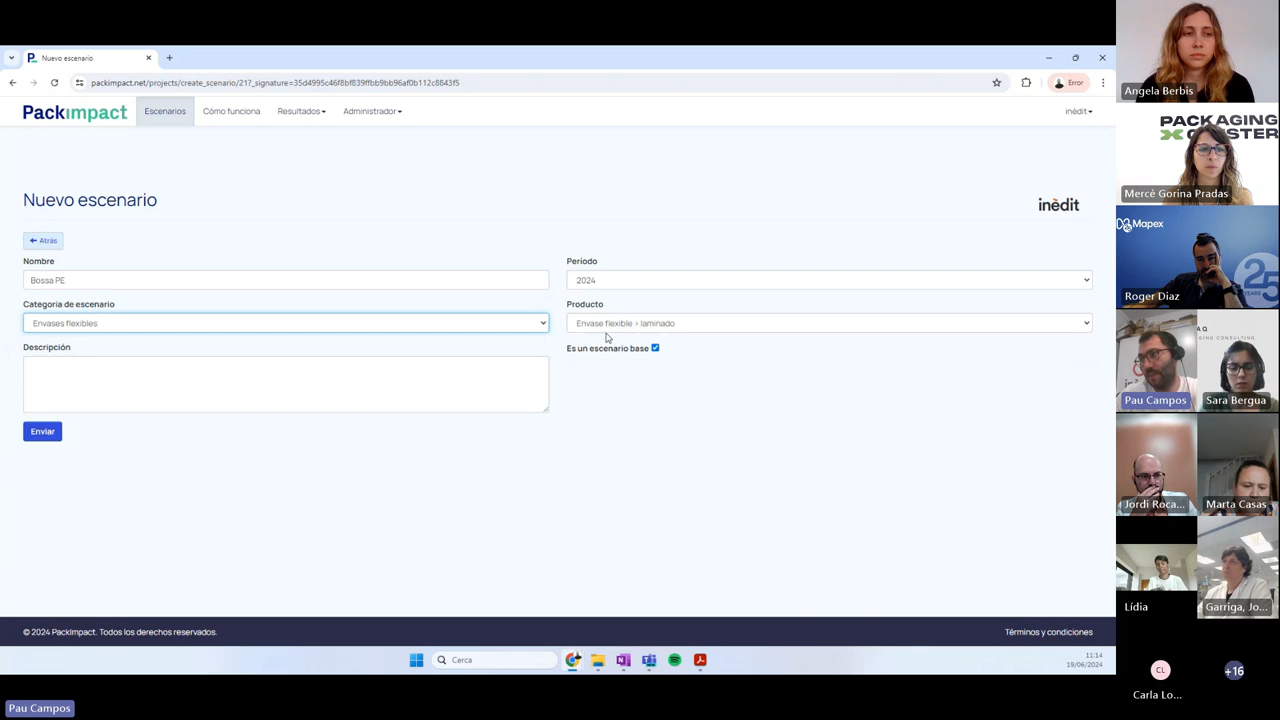 Nuevo escenario
packimpact.net/projects/create_scenario/21?_signature=35d4995c46f8bf839ffbb9bb96af0b112c8843f5
Error
Packimpact
Escenarios
Cómo funciona
Resultados
Administrador
inèdit
Nuevo escenario
inèdit
Atrás
Nombre
Período
Bossa PE
2024
Categoria de escenario
Producto
Envases flexibles
Envase flexible > laminado
Descripción
Es un escenario base
Enviar
© 2024 PackImpact. Todos los derechos reservados.
Términos y condiciones
Cerca
11:14
19/06/2024
Pau Campos
Angela Berbis
PACKAGING
Mercè Gorina Pradas
Mapex
25
YEARS
Roger Diaz
Pau Campos
Sara Bergua
Jordi Roca...
Marta Casas
Lídia
Garriga, Jo...
CL
Carla Lo...
+16